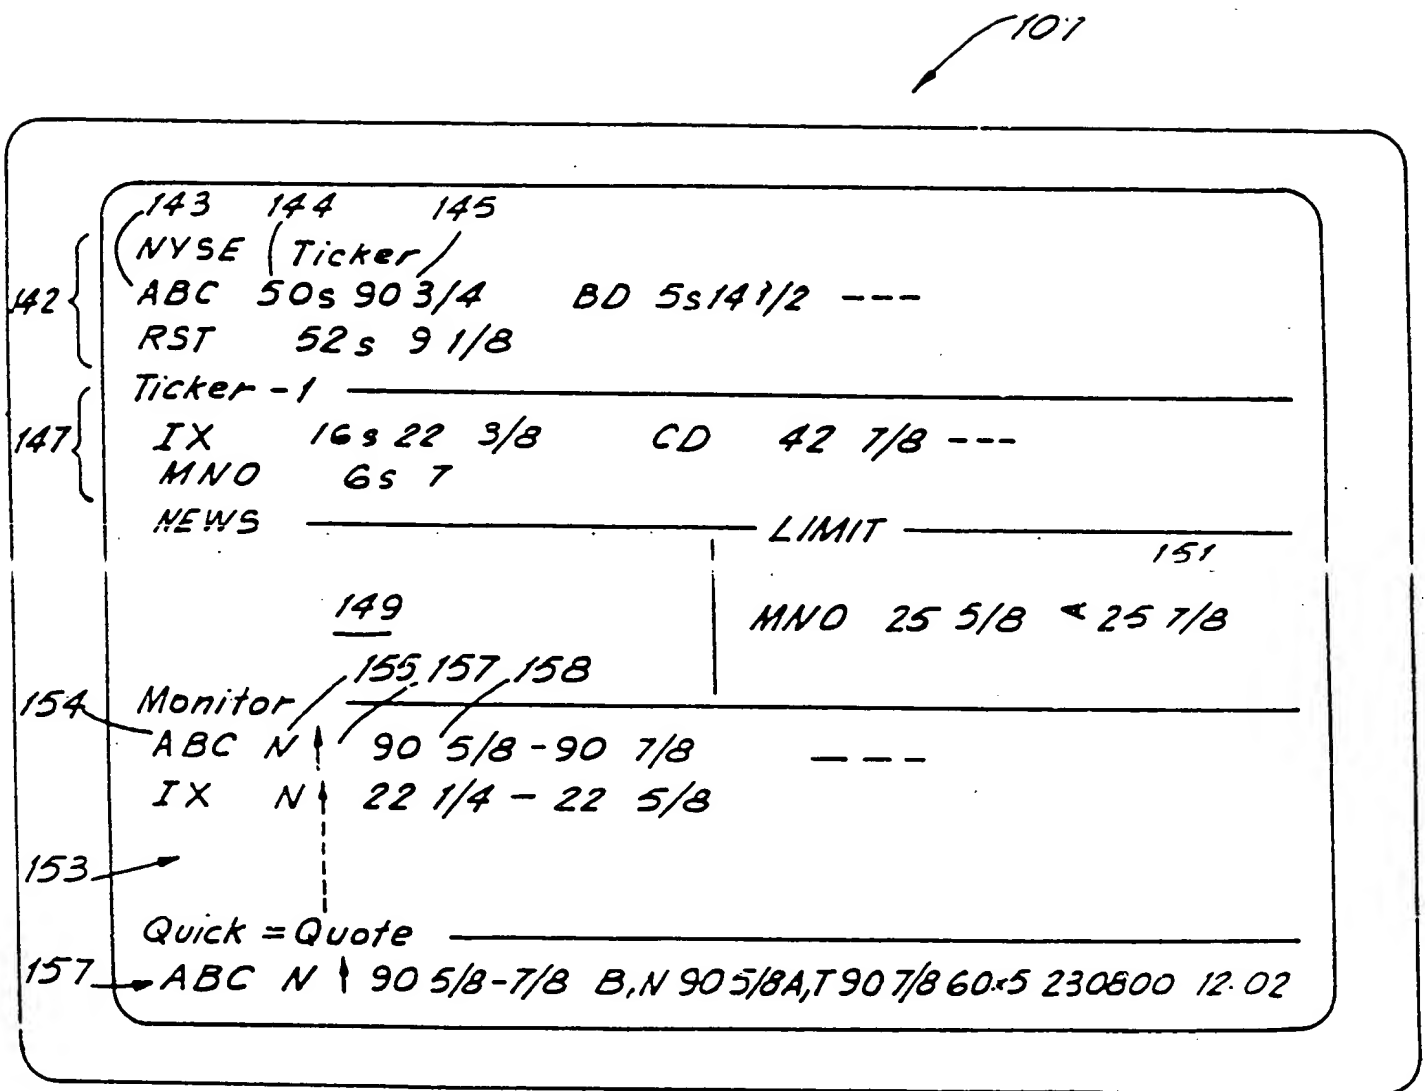 107
143 144 145
NYSE Ticker
142 ABC 50s 90 3/4 BD 5s 14 1/2 ---
RST 52s 9 1/8
Ticker - 1
147 IX 16s 22 3/8 CD 42 7/8 ---
MNO 6s 7
NEWS LIMIT
151
149 MNO 25 5/8 < 25 7/8
155 157 158
154 Monitor
ABC N ↑ 90 5/8 - 90 7/8 ---
IX N ↑ 22 1/4 - 22 5/8
153
Quick = Quote
157 ABC N ↑ 90 5/8-7/8 B,N 90 5/8 A,T 90 7/8 60x5 230800 12:02